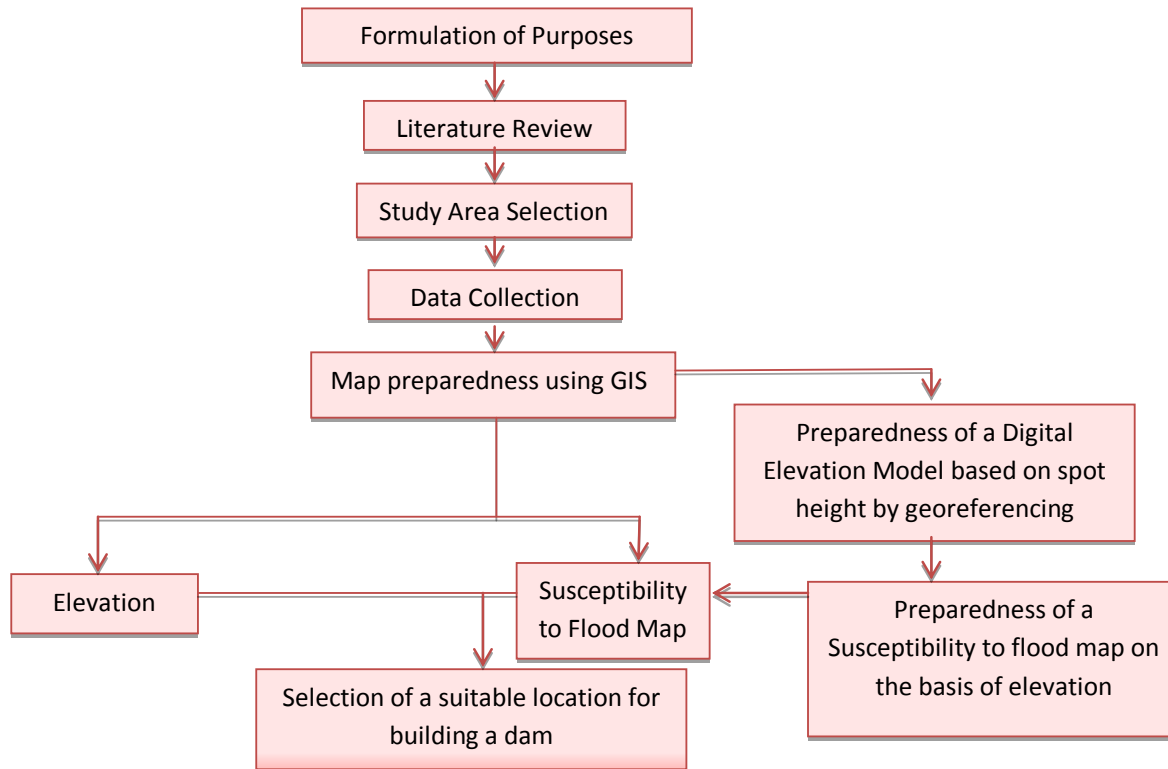 Formulation of Purposes
Literature Review
Study Area Selection
Data Collection
Map preparedness using GIS
Preparedness of a Digital
Elevation Model based on spot
height by georeferencing
Elevation
Susceptibility
to Flood Map
Preparedness of a
Susceptibility to flood map on
the basis of elevation
Selection of a suitable location for
building a dam